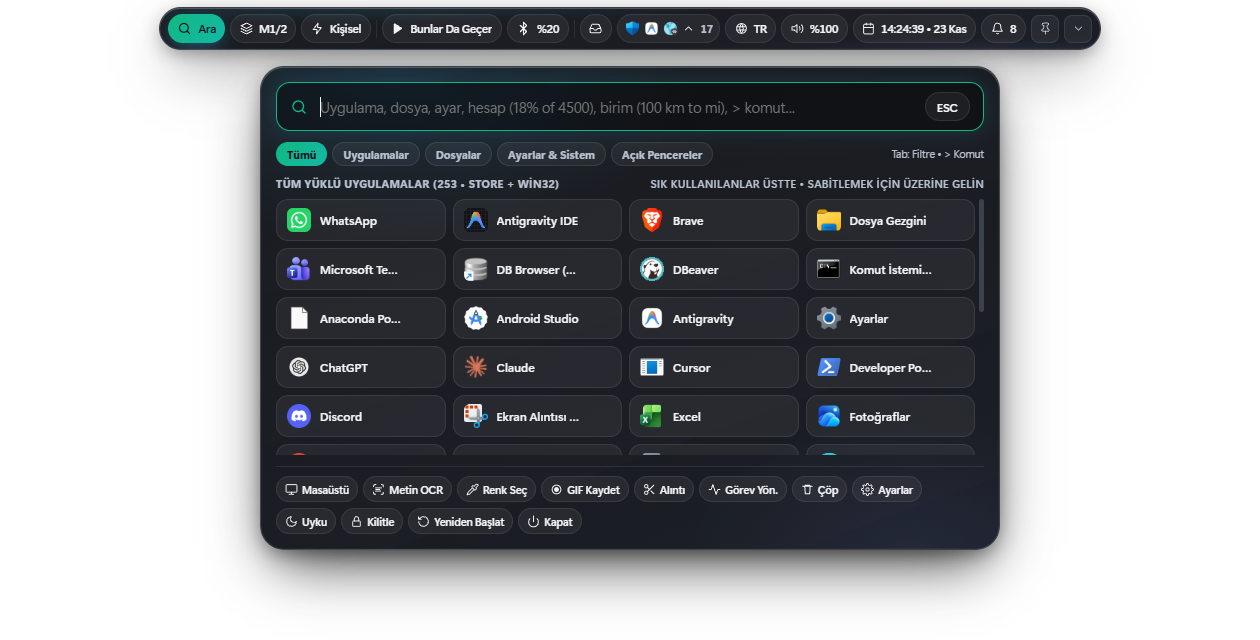 Ara M1/2 Kişisel Bunlar Da Geçer %20 17 TR %100 14:24:39 • 23 Kas 8
Uygulama, dosya, ayar, hesap (18% of 4500), birim (100 km to mi), > komut... ESC
Tümü Uygulamalar Dosyalar Ayarlar & Sistem Açık Pencereler Tab: Filtre • > Komut
TÜM YÜKLÜ UYGULAMALAR (253 • STORE + WİN32) SIK KULLANILANLAR ÜSTTE • SABİTLEMEK İÇİN ÜZERİNE GELİN
WhatsApp Antigravity IDE Brave Dosya Gezgini
Microsoft Te... DB Browser (... DBeaver Komut İstemi...
Anaconda Po... Android Studio Antigravity Ayarlar
ChatGPT Claude Cursor Developer Po...
Discord Ekran Alıntısı ... Excel Fotoğraflar
Masaüstü Metin OCR Renk Seç GIF Kaydet Alıntı Görev Yön. Çöp Ayarlar
Uyku Kilitle Yeniden Başlat Kapat